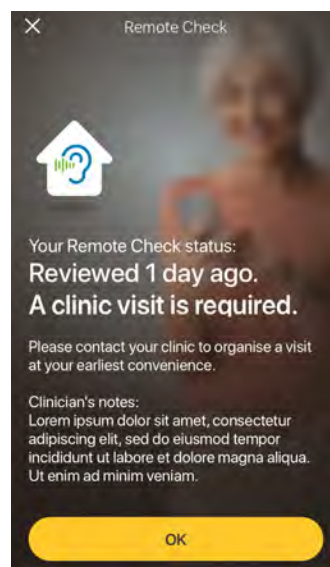 Remote Check
Your Remote Check status:
Reviewed 1 day ago.
A clinic visit is required.
Please contact your clinic to organise a visit
at your earliest convenience.
Clinician's notes:
Lorem ipsum dolor sit amet, consectetur
adipiscing elit, sed do eiusmod tempor
incididunt ut labore et dolore magna aliqua.
Ut enim ad minim veniam.
OK